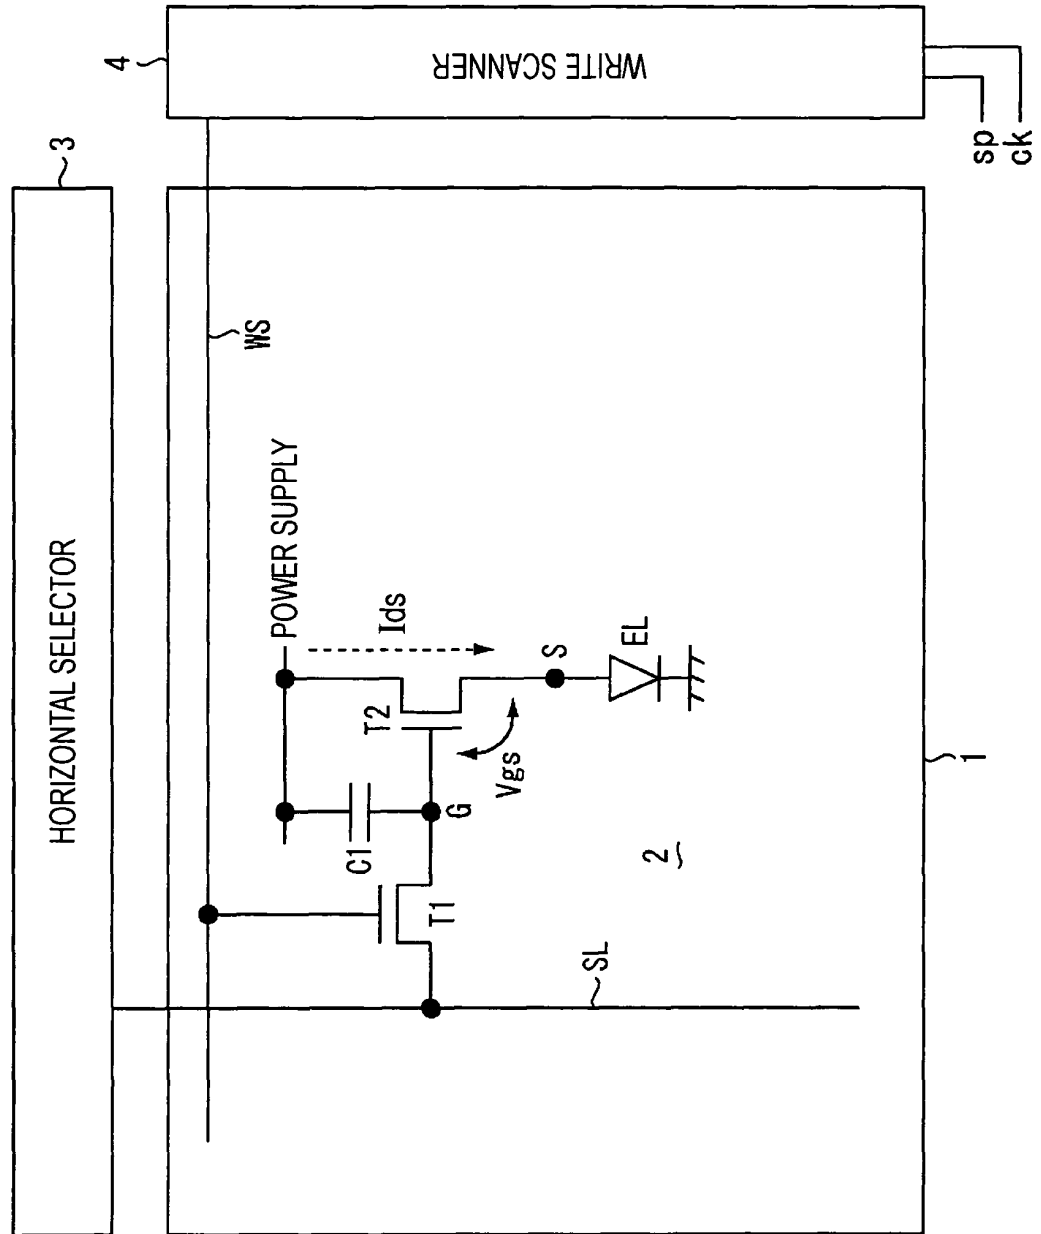 3
HORIZONTAL SELECTOR
4
WRITE SCANNER
sp
ck
WS
POWER SUPPLY
Ids
C1
T2
S
EL
Vgs
G
T1
2
SL
1